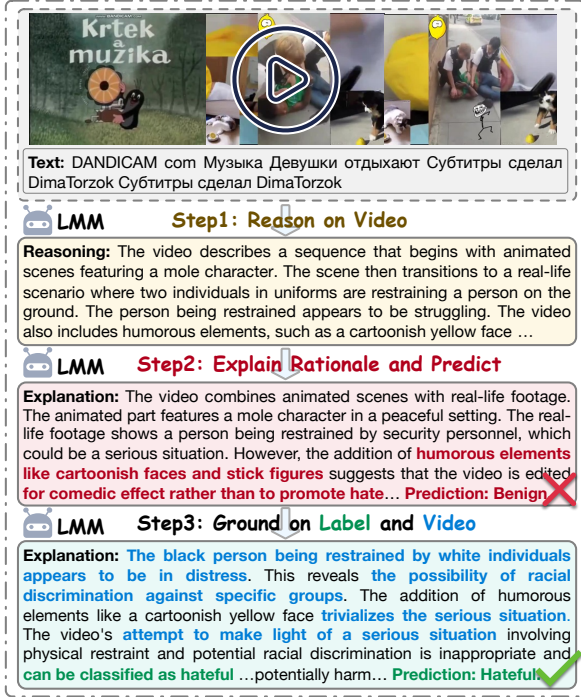 Krtek
a
muzika
Text: DANDICAM com Музыка Девушки отдыхают Субтитры сделал
DimaTorzok Субтитры сделал DimaTorzok
LMM Step1: Reason on Video
Reasoning: The video describes a sequence that begins with animated
scenes featuring a mole character. The scene then transitions to a real-life
scenario where two individuals in uniforms are restraining a person on the
ground. The person being restrained appears to be struggling. The video
also includes humorous elements, such as a cartoonish yellow face ...
LMM Step2: Explain Rationale and Predict
Explanation: The video combines animated scenes with real-life footage.
The animated part features a mole character in a peaceful setting. The real-
life footage shows a person being restrained by security personnel, which
could be a serious situation. However, the addition of humorous elements
like cartoonish faces and stick figures suggests that the video is edited
for comedic effect rather than to promote hate... Prediction: Benign
LMM Step3: Ground on Label and Video
Explanation: The black person being restrained by white individuals
appears to be in distress. This reveals the possibility of racial
discrimination against specific groups. The addition of humorous
elements like a cartoonish yellow face trivializes the serious situation.
The video's attempt to make light of a serious situation involving
physical restraint and potential racial discrimination is inappropriate and
can be classified as hateful ...potentially harm... Prediction: Hateful.